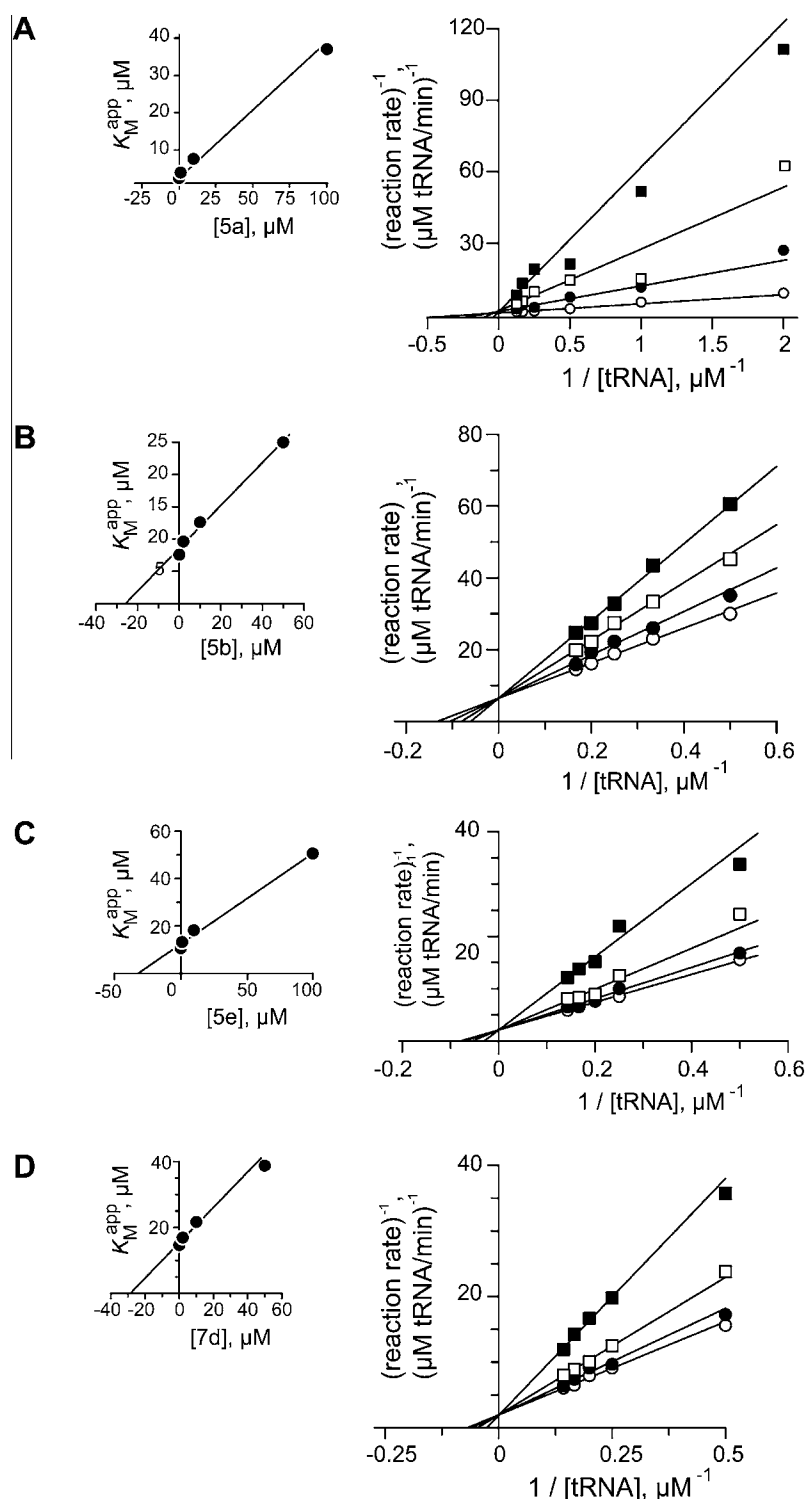 A
K_M^app, µM
40
30
20
10
-25
0
25
50
75
100
[5a], µM
(reaction rate)^-1,
(µM tRNA/min)^-1
120
90
60
30
-0.5
0
0.5
1
1.5
2
1 / [tRNA], µM^-1
B
K_M^app, µM
25
20
15
10
5
-40
-20
0
20
40
60
[5b], µM
(reaction rate)^-1,
(µM tRNA/min)^-1
80
60
40
20
-0.2
0
0.2
0.4
0.6
1 / [tRNA], µM^-1
C
K_M^app, µM
60
40
20
-50
0
50
100
[5e], µM
(reaction rate)^-1,
(µM tRNA/min)^-1
40
20
-0.2
0
0.2
0.4
0.6
1 / [tRNA], µM^-1
D
K_M^app, µM
40
20
-40
-20
0
20
40
60
[7d], µM
(reaction rate)^-1,
(µM tRNA/min)^-1
40
20
-0.25
0
0.25
0.5
1 / [tRNA], µM^-1